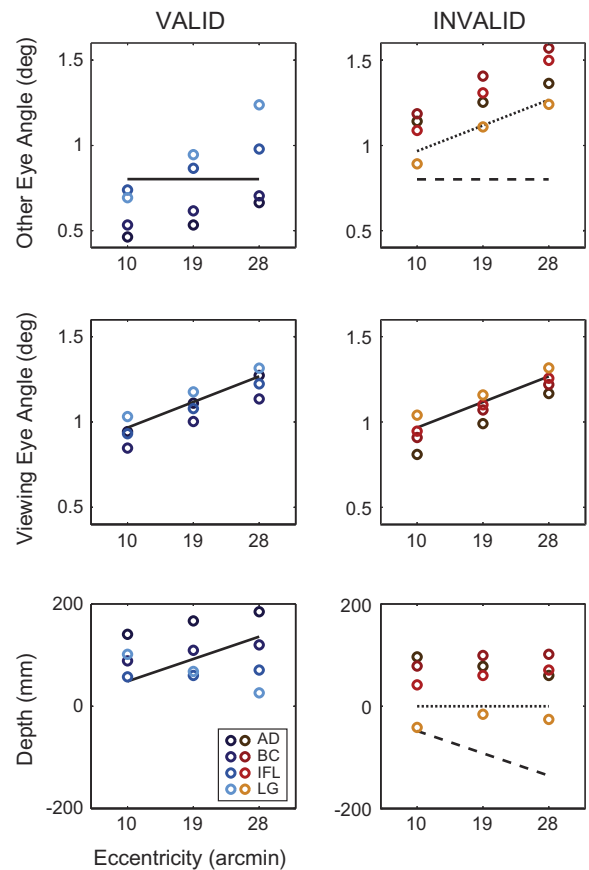 VALID
INVALID
Other Eye Angle (deg)
1.5
1
0.5
10 19 28
1.5
1
0.5
10 19 28
Viewing Eye Angle (deg)
1.5
1
0.5
10 19 28
1.5
1
0.5
10 19 28
Depth (mm)
200
0
-200
10 19 28
AD
BC
IFL
LG
200
0
-200
10 19 28
Eccentricity (arcmin)